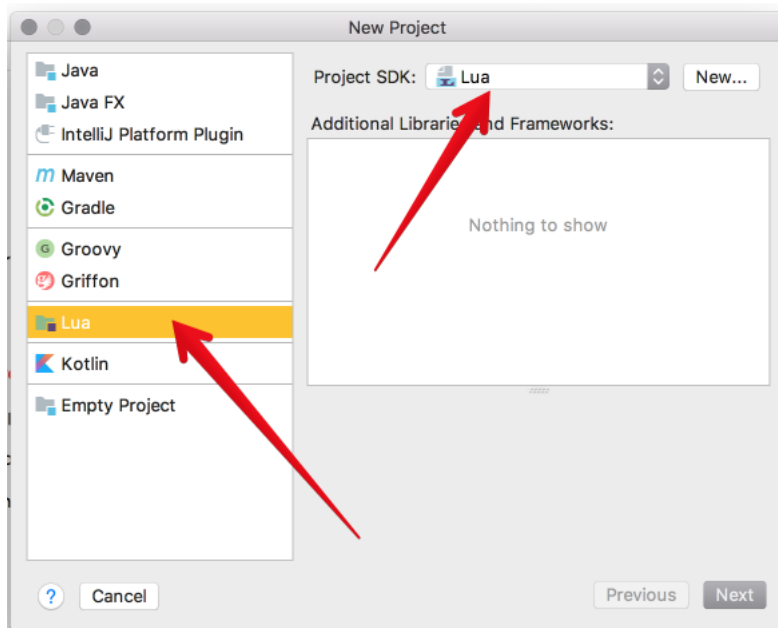 New Project
Java
Java FX
IntelliJ Platform Plugin
Maven
Gradle
Groovy
Griffon
Lua
Kotlin
Empty Project
Project SDK: Lua New...
Additional Libraries and Frameworks:
Nothing to show
? Cancel Previous Next